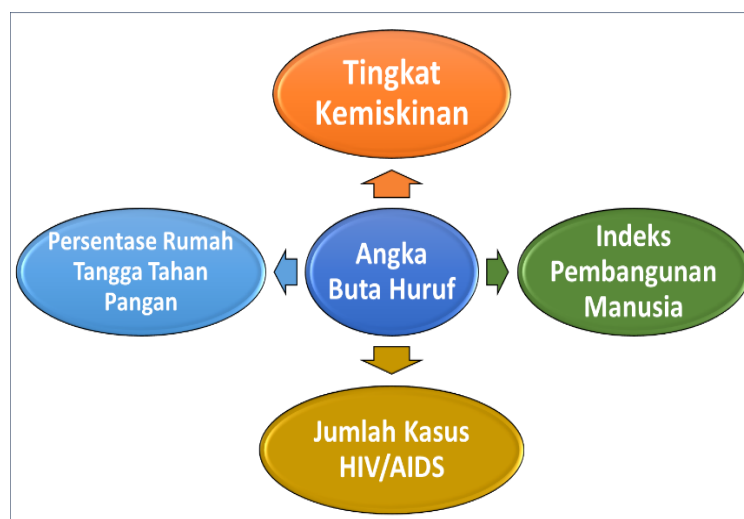 Tingkat
Kemiskinan
Persentase Rumah
Tangga Tahan
Pangan
Angka
Buta Huruf
Indeks
Pembangunan
Manusia
Jumlah Kasus
HIV/AIDS